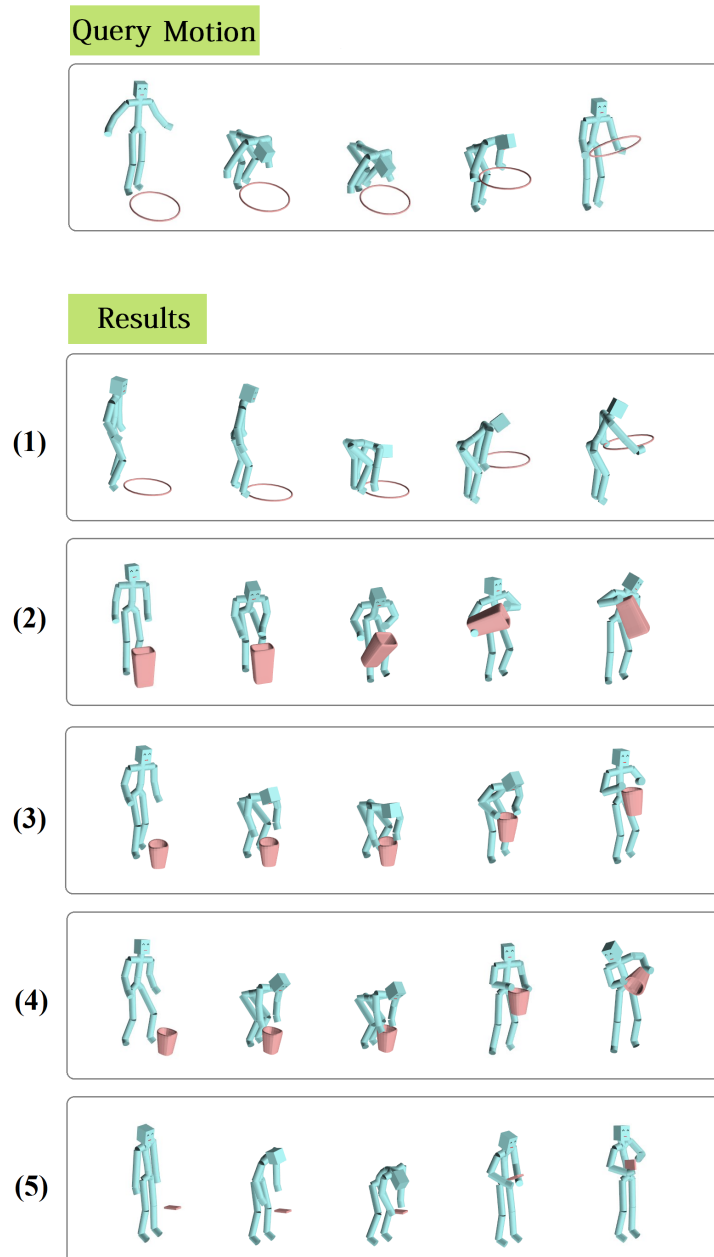 Query Motion
Results
(1)
(2)
(3)
(4)
(5)